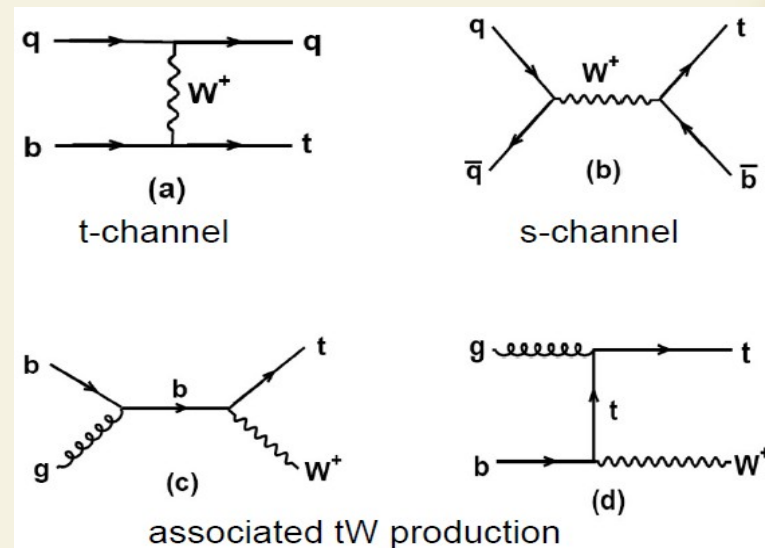 q q
W+
b t
(a)
t-channel
q t
W+
q̅ b̅
(b)
s-channel
b t
b
g W+
(c)
g t
t
b W+
(d)
associated tW production